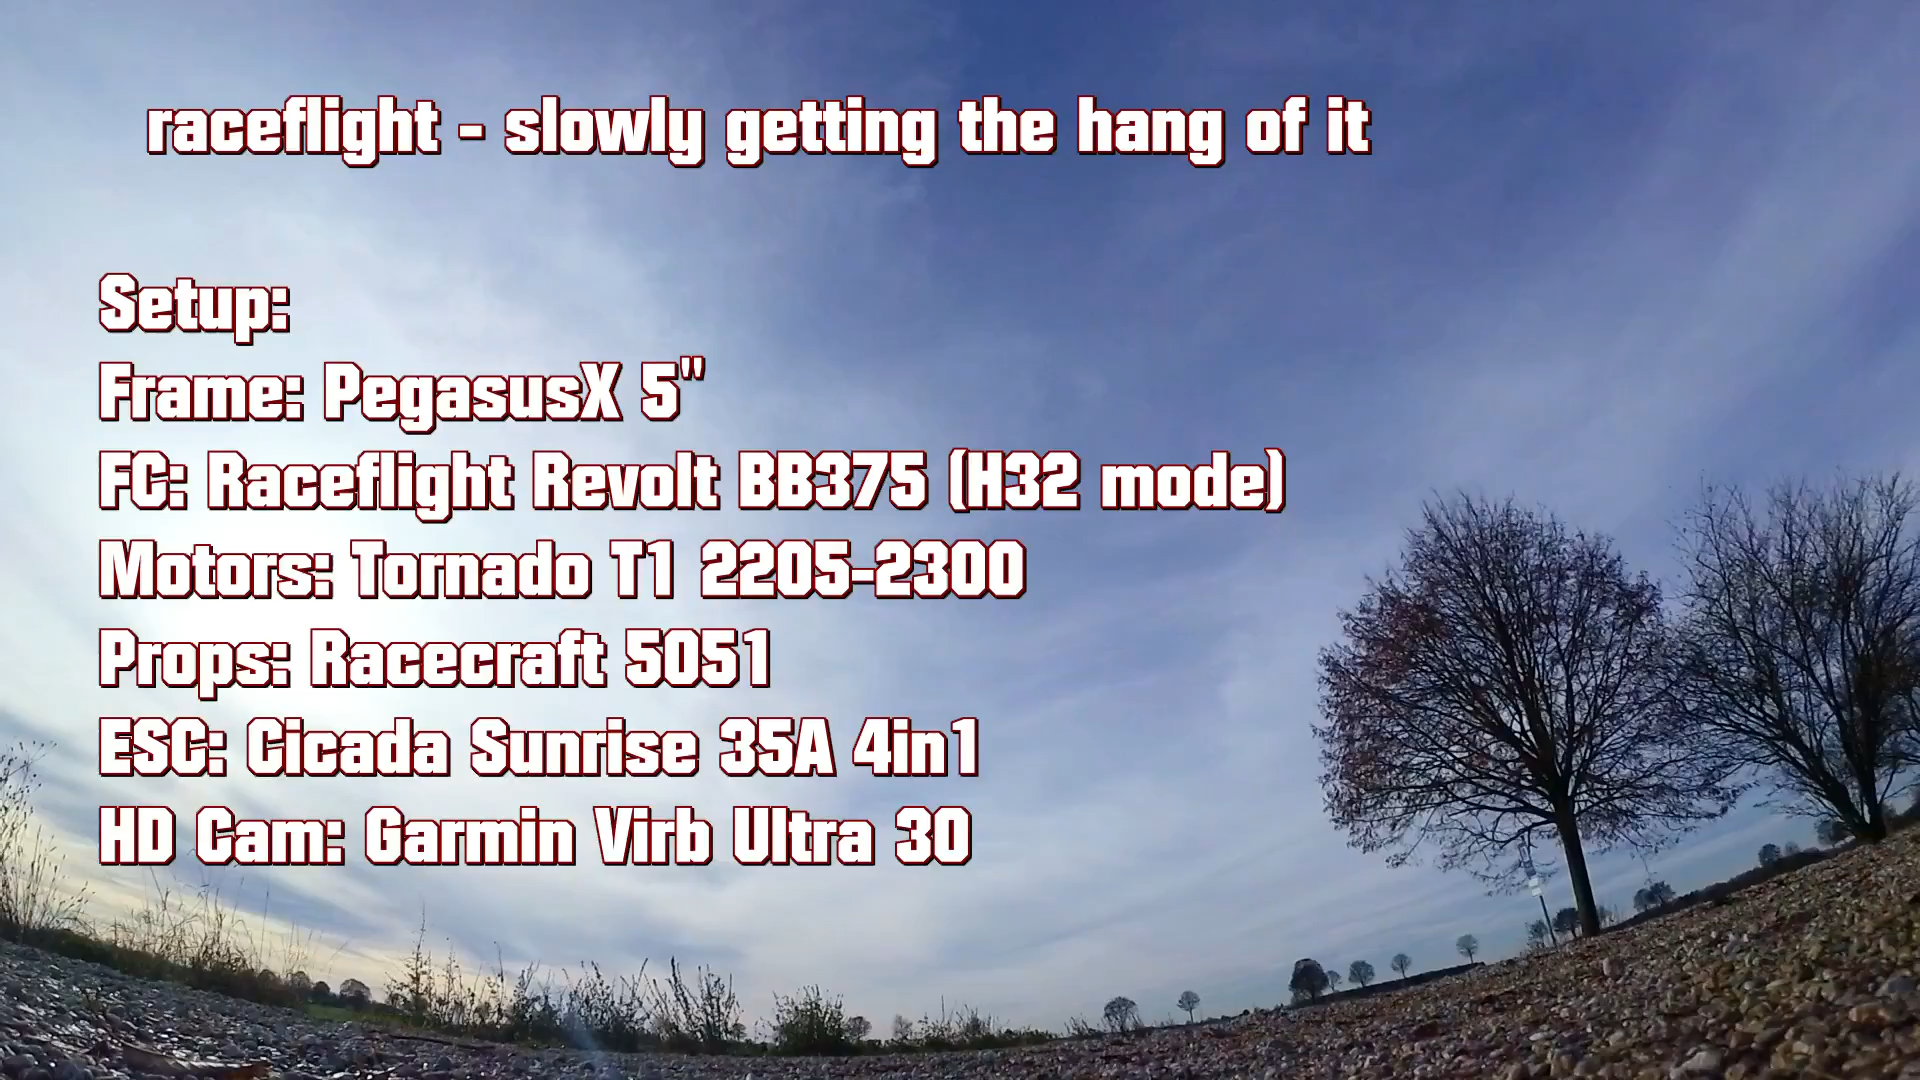 raceflight - slowly getting the hang of it
Setup:
Frame: PegasusX 5"
FC: Raceflight Revolt BB375 (H32 mode)
Motors: Tornado T1 2205-2300
Props: Racecraft 5051
ESC: Cicada Sunrise 35A 4in1
HD Cam: Garmin Virb Ultra 30